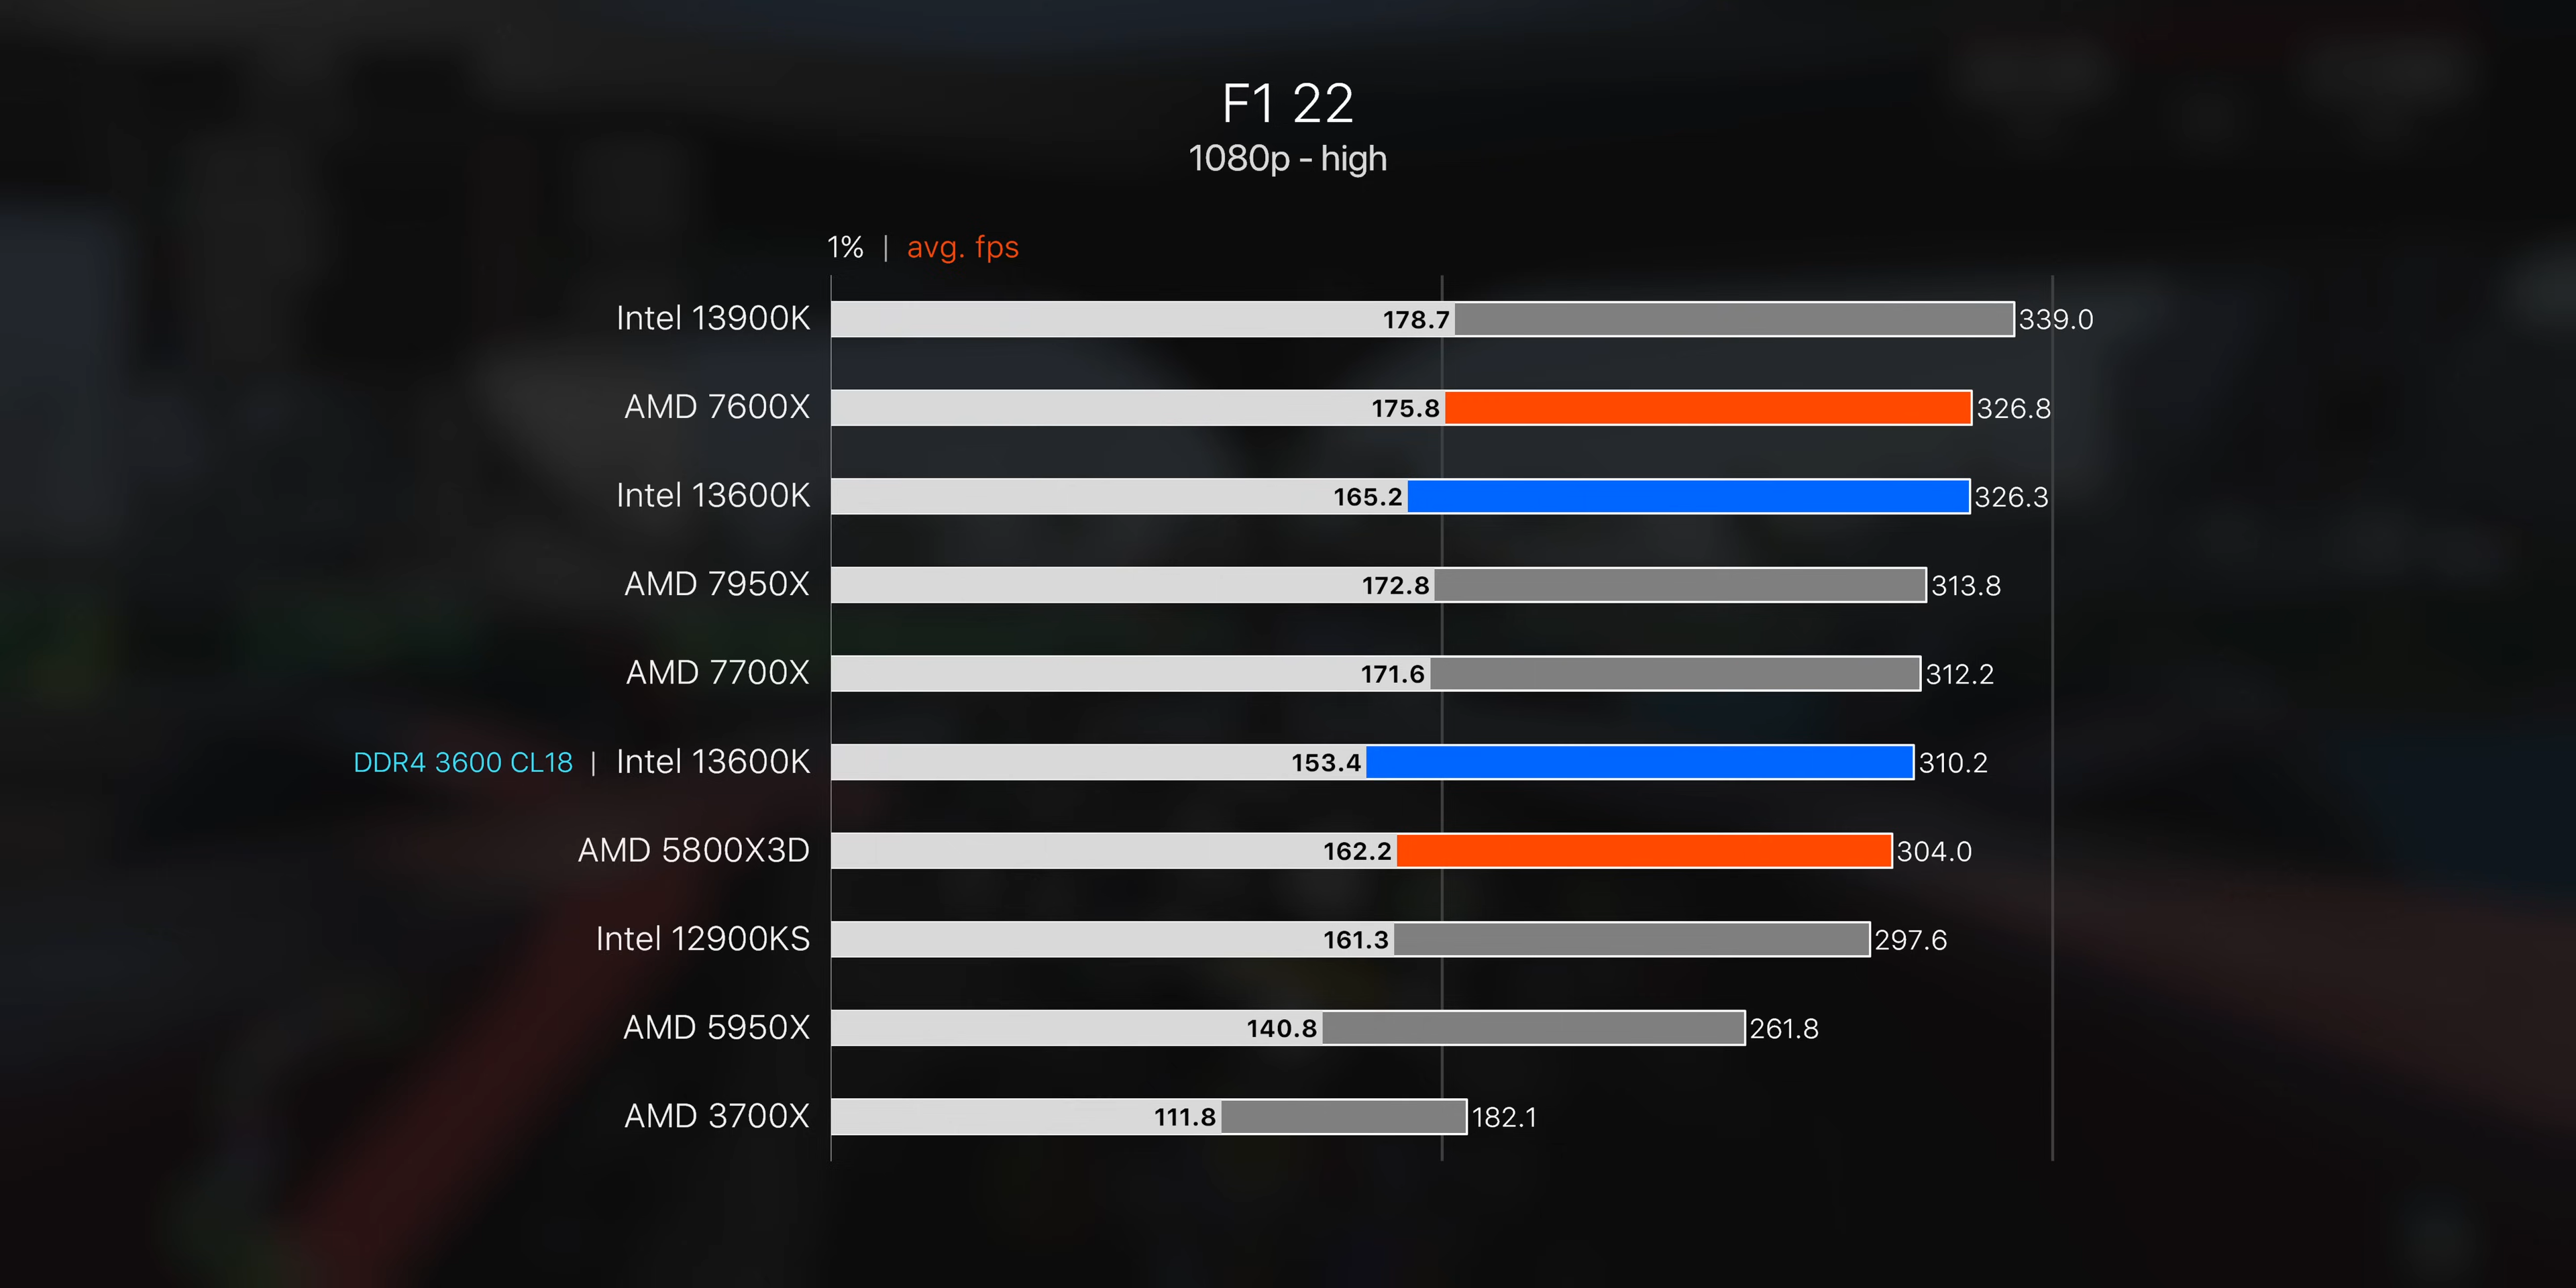 F1 22
1080p - high
1% | avg. fps
Intel 13900K 178.7 339.0
AMD 7600X 175.8 326.8
Intel 13600K 165.2 326.3
AMD 7950X 172.8 313.8
AMD 7700X 171.6 312.2
DDR4 3600 CL18 | Intel 13600K 153.4 310.2
AMD 5800X3D 162.2 304.0
Intel 12900KS 161.3 297.6
AMD 5950X 140.8 261.8
AMD 3700X 111.8 182.1